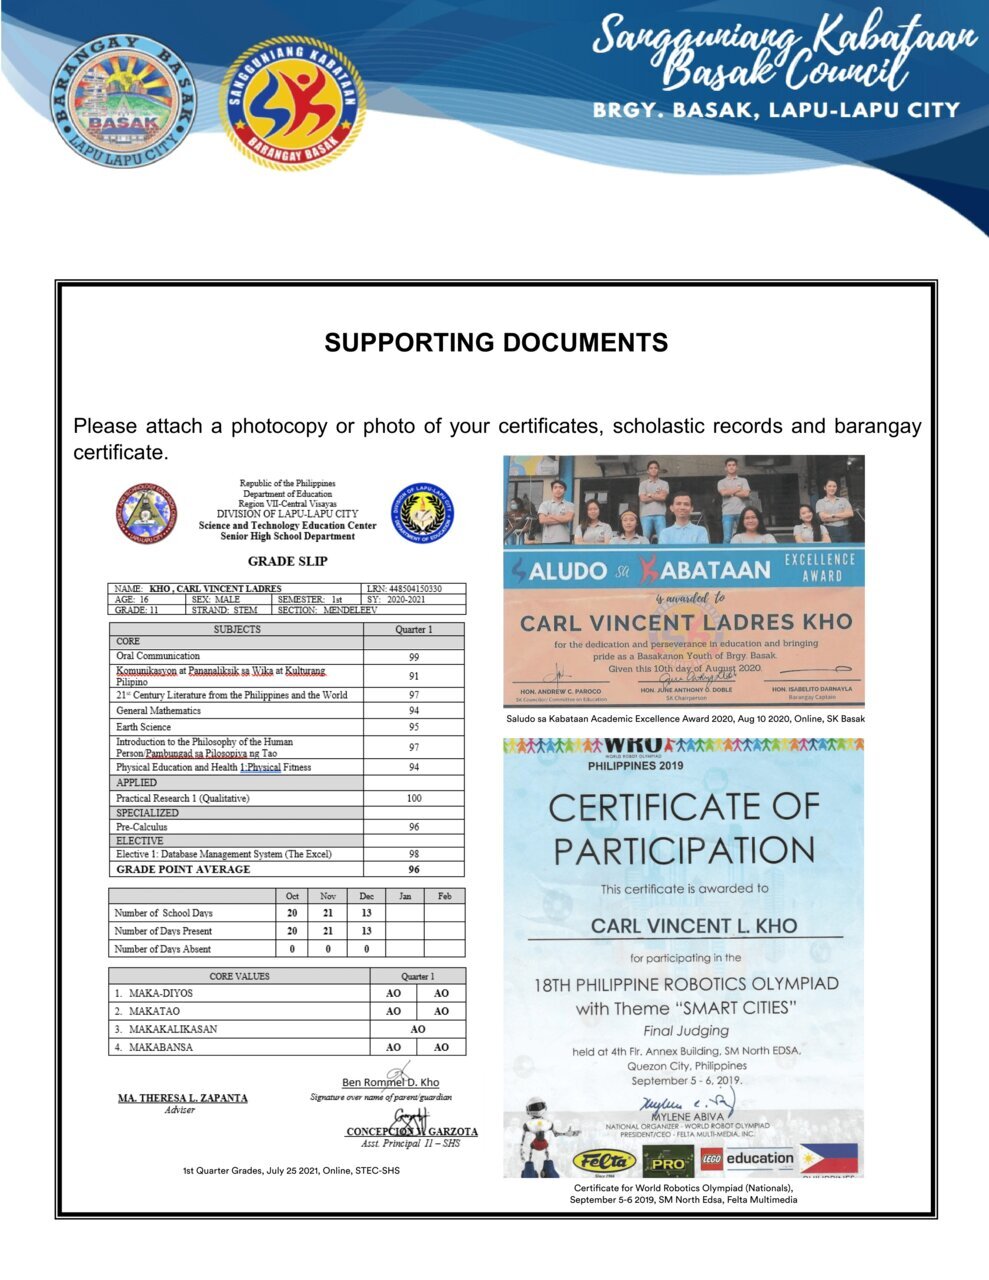 BARANGAY BASAK
BASAK
LAPU LAPU CITY
SANGGUNIANG KABATAAN
BARANGAY BASAK
Sangguniang Kabataan
Basak Council
BRGY. BASAK, LAPU-LAPU CITY
SUPPORTING DOCUMENTS
Please attach a photocopy or photo of your certificates, scholastic records and barangay
certificate.
Republic of the Philippines
Department of Education
Region VII-Central Visayas
DIVISION OF LAPU-LAPU CITY
Science and Technology Education Center
Senior High School Department
GRADE SLIP
NAME: KHO , CARL VINCENT LADRES LRN: 448504150330
AGE: 16 SEX: MALE SEMESTER: 1st SY: 2020-2021
GRADE: 11 STRAND: STEM SECTION: MENDELEEV
SUBJECTS Quarter 1
CORE
Oral Communication 99
Komunikasyon at Pananaliksik sa Wika at Kulturang
Pilipino 91
21st Century Literature from the Philippines and the World 97
General Mathematics 94
Earth Science 95
Introduction to the Philosophy of the Human
Person/Pambungad sa Pilosopiya ng Tao 97
Physical Education and Health 1:Physical Fitness 94
APPLIED
Practical Research 1 (Qualitative) 100
SPECIALIZED
Pre-Calculus 96
ELECTIVE
Elective 1: Database Management System (The Excel) 98
GRADE POINT AVERAGE 96
Oct Nov Dec Jan Feb
Number of School Days 20 21 13
Number of Days Present 20 21 13
Number of Days Absent 0 0 0
CORE VALUES Quarter 1
1. MAKA-DIYOS AO AO
2. MAKATAO AO AO
3. MAKAKALIKASAN AO
4. MAKABANSA AO AO
Ben Rommel D. Kho
Signature over name of parent/guardian
MA. THERESA L. ZAPANTA
Adviser
CONCEPCION GARZOTA
Asst. Principal II – SHS
1st Quarter Grades, July 25 2021, Online, STEC-SHS
SALUDO sa KABATAAN
EXCELLENCE
AWARD
is awarded to
CARL VINCENT LADRES KHO
for the dedication and perseverance in education and bringing
pride as a Basakanon Youth of Brgy. Basak.
Given this 10th day of August 2020.
HON. ANDREW C. PAROCO
SK Councilor/Committee on Education
HON. JUNE ANTHONY O. DOBLE
SK Chairperson
HON. ISABELITO DARNAYLA
Barangay Captain
Saludo sa Kabataan Academic Excellence Award 2020, Aug 10 2020, Online, SK Basak
WRO
WORLD ROBOT OLYMPIAD
PHILIPPINES 2019
CERTIFICATE OF
PARTICIPATION
This certificate is awarded to
CARL VINCENT L. KHO
for participating in the
18TH PHILIPPINE ROBOTICS OLYMPIAD
with Theme “SMART CITIES”
Final Judging
held at 4th Flr. Annex Building, SM North EDSA,
Quezon City, Philippines
September 5 - 6, 2019.
MYLENE ABIVA
NATIONAL ORGANIZER - WORLD ROBOT OLYMPIAD
PRESIDENT/CEO - FELTA MULTI-MEDIA, INC.
Felta
Since 1966
PRO
LEGO education
PHILIPPINES
Certificate for World Robotics Olympiad (Nationals),
September 5-6 2019, SM North Edsa, Felta Multimedia